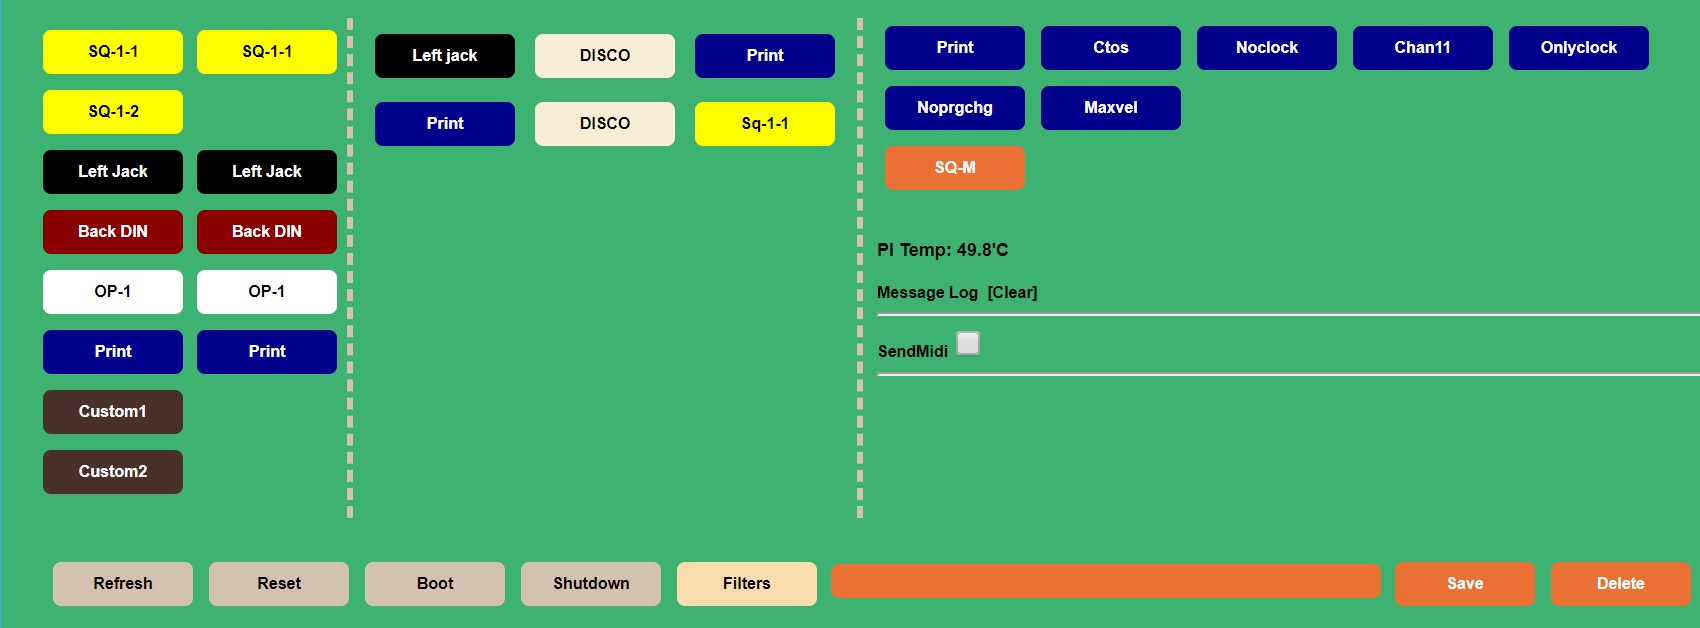 SQ-1-1 SQ-1-1
SQ-1-2
Left Jack Left Jack
Back DIN Back DIN
OP-1 OP-1
Print Print
Custom1
Custom2
Left jack DISCO Print
Print DISCO Sq-1-1
Print Ctos Noclock Chan11 Onlyclock
Noprgchg Maxvel
SQ-M
PI Temp: 49.8'C
Message Log [Clear]
SendMidi
Refresh Reset Boot Shutdown Filters Save Delete